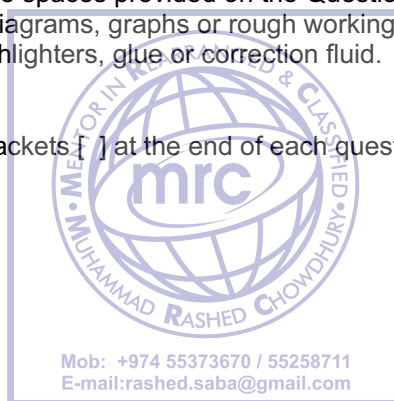 e spaces provided on the Questio
iagrams, graphs or rough working
hlighters, glue or correction fluid.
ackets [ ] at the end of each quest
MENTOR IN REARRANSING & CLASSIFIED
mrc
MUHAMMAD RASHED CHOWDHURY
Mob: +974 55373670 / 55258711
E-mail:rashed.saba@gmail.com